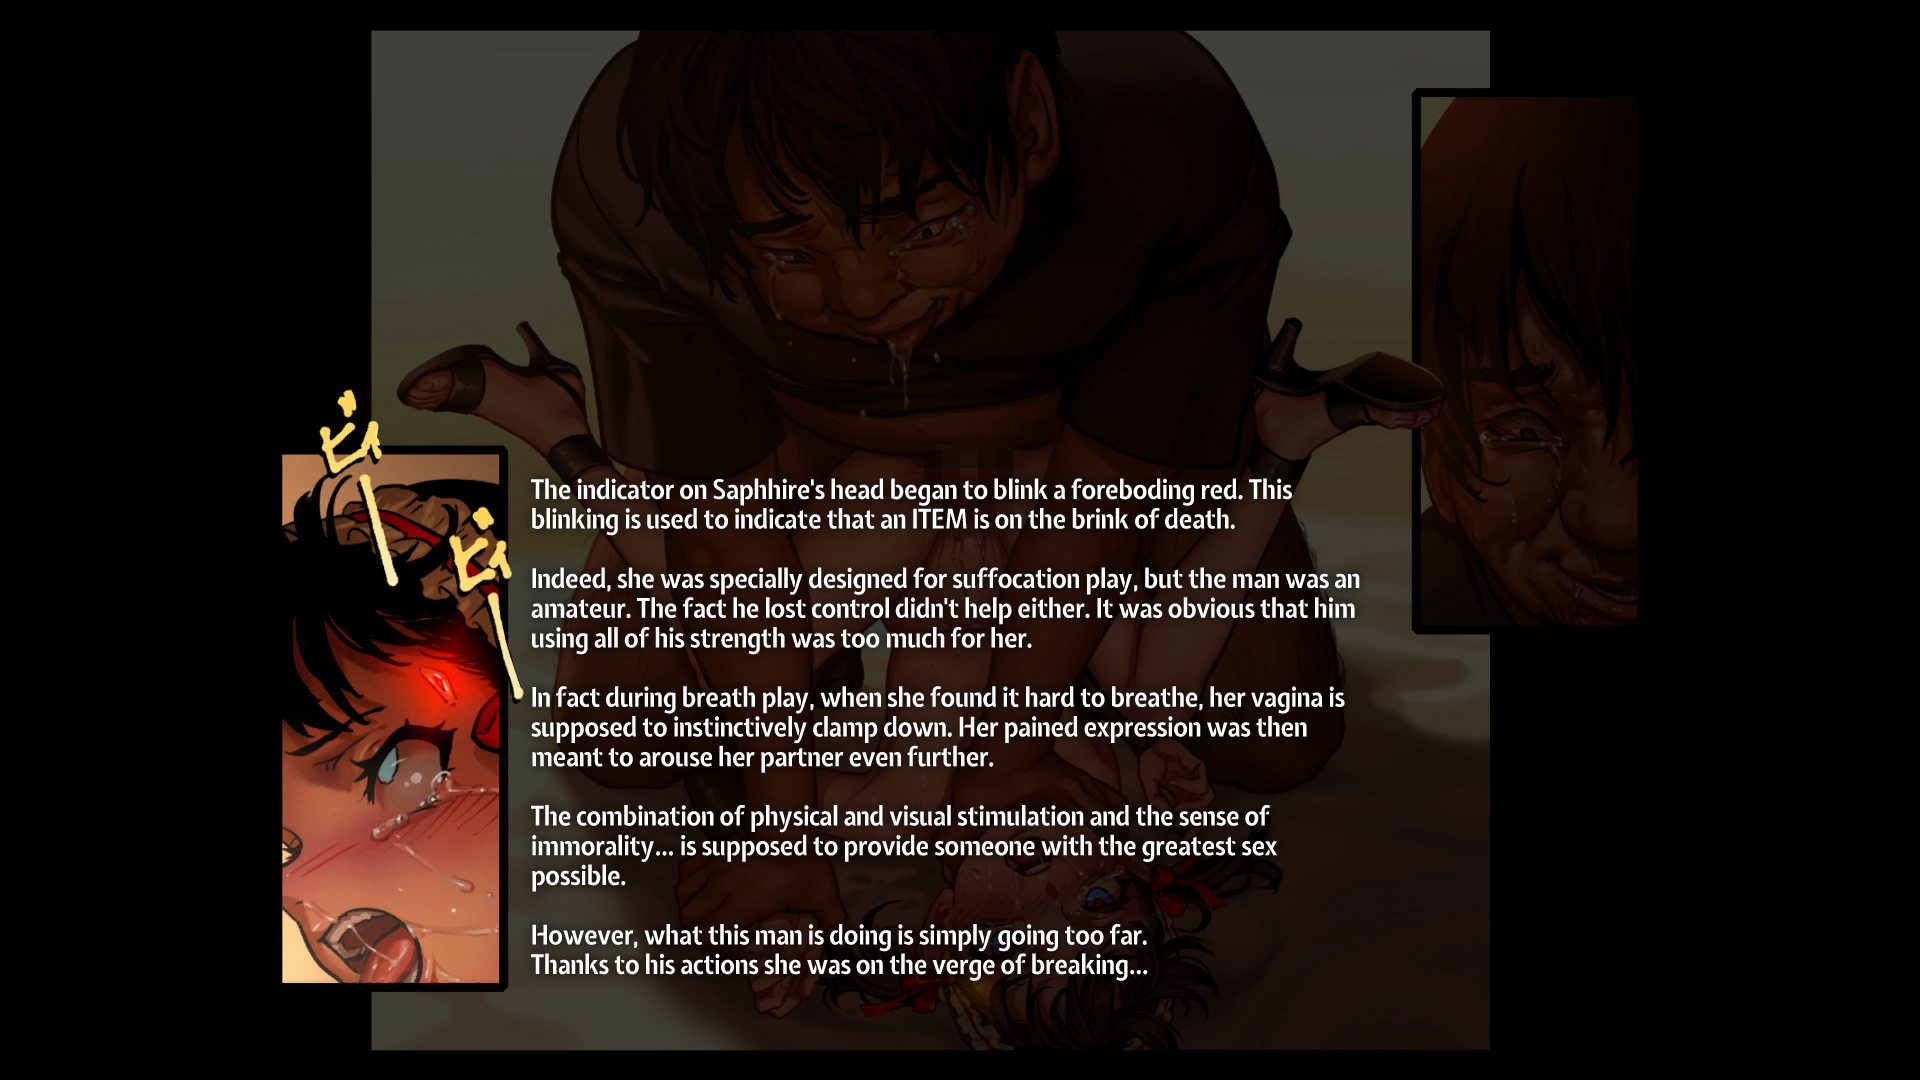 The indicator on Saphhire's head began to blink a foreboding red. This
blinking is used to indicate that an ITEM is on the brink of death.
Indeed, she was specially designed for suffocation play, but the man was an
amateur. The fact he lost control didn't help either. It was obvious that him
using all of his strength was too much for her.
In fact during breath play, when she found it hard to breathe, her vagina is
supposed to instinctively clamp down. Her pained expression was then
meant to arouse her partner even further.
The combination of physical and visual stimulation and the sense of
immorality... is supposed to provide someone with the greatest sex
possible.
However, what this man is doing is simply going too far.
Thanks to his actions she was on the verge of breaking...